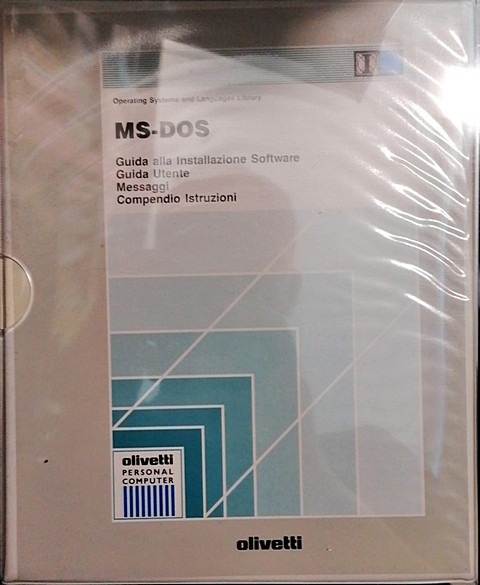 I
Operating Systems and Languages Library
MS-DOS
Guida alla Installazione Software
Guida Utente
Messaggi
Compendio Istruzioni
olivetti
PERSONAL
COMPUTER
olivetti